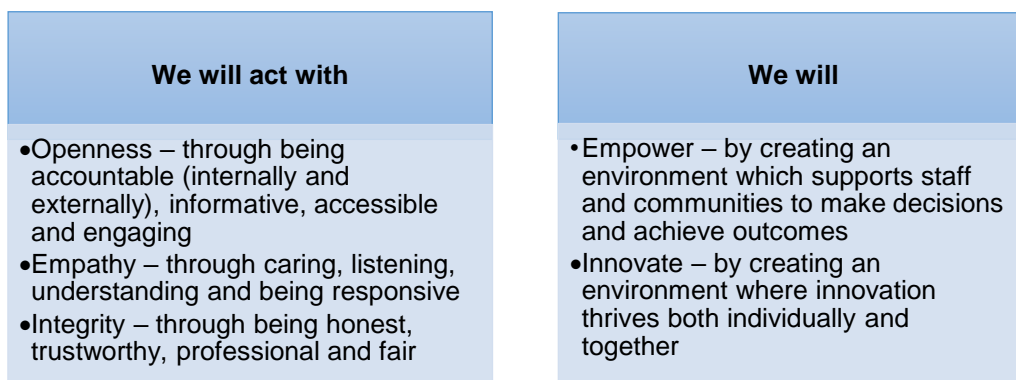 We will act with
•Openness – through being
accountable (internally and
externally), informative, accessible
and engaging
•Empathy – through caring, listening,
understanding and being responsive
•Integrity – through being honest,
trustworthy, professional and fair
We will
•Empower – by creating an
environment which supports staff
and communities to make decisions
and achieve outcomes
•Innovate – by creating an
environment where innovation
thrives both individually and
together